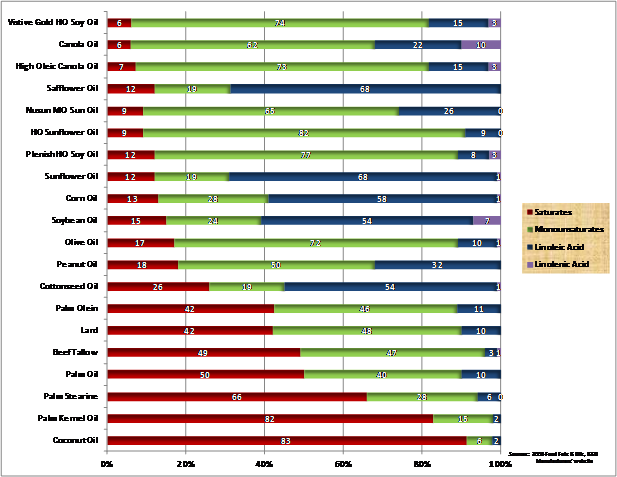 Vistive Gold HO Soy Oil 6 74 15 3
Canola Oil 6 62 22 10
High Oleic Canola Oil 7 73 15 3
Safflower Oil 12 19 68
Nusun MO Sun Oil 9 65 26 0
HO Sunflower Oil 9 82 9 0
Plenish HO Soy Oil 12 77 8 3
Sunflower Oil 12 19 68 1
Corn Oil 13 28 58 1
Soybean Oil 15 24 54 7
Olive Oil 17 72 10 1
Peanut Oil 18 50 32
Cottonseed Oil 26 19 54 1
Palm Olein 42 46 11
Lard 42 48 10
Beef Tallow 49 47 3 1
Palm Oil 50 40 10
Palm Stearine 66 28 6 0
Palm Kernel Oil 82 15 2
Coconut Oil 83 6 2
0% 20% 40% 60% 80% 100%
Saturates
Monounsaturates
Linoleic Acid
Linolenic Acid
Sources: